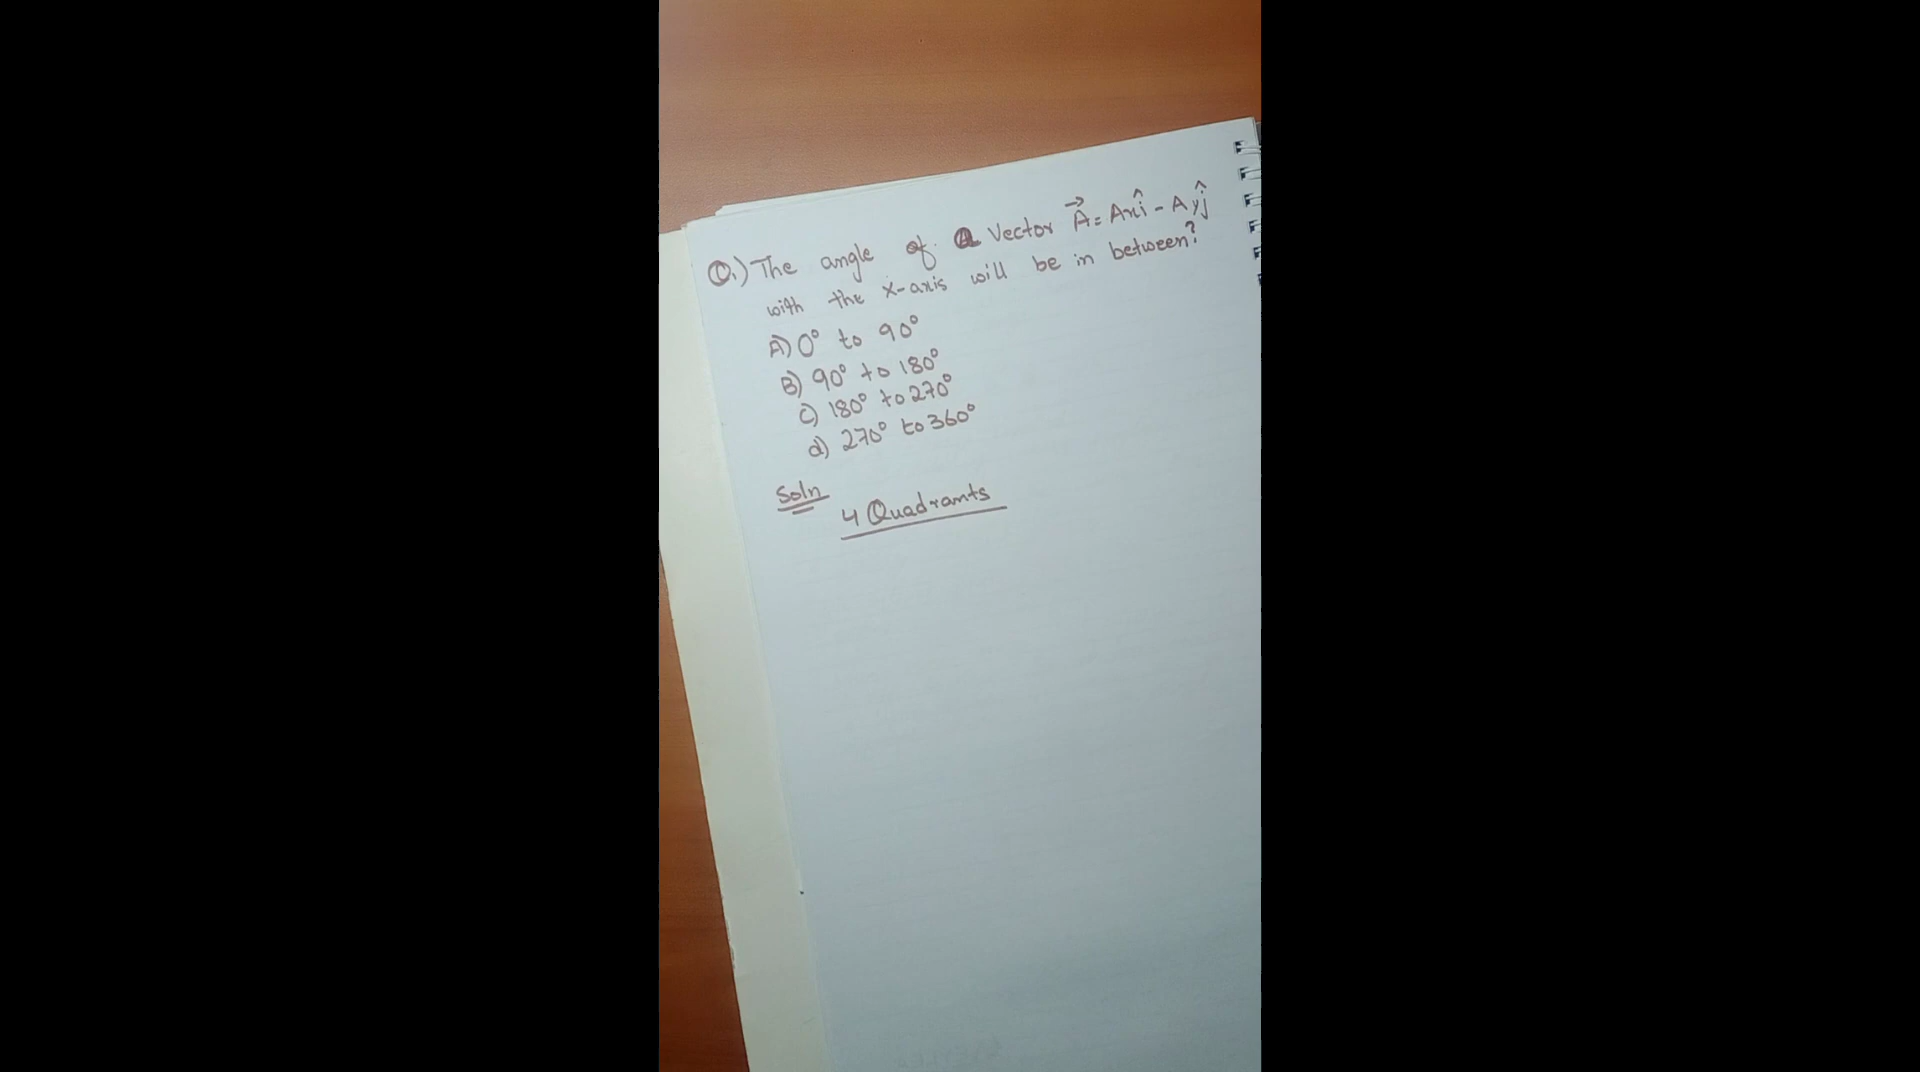 Q.) The angle of a Vector A⃗ = Axî - Ayĵ
with the x-axis will be in between?
A) 0° to 90°
B) 90° to 180°
C) 180° to 270°
d) 270° to 360°
Soln
4 Quadrants